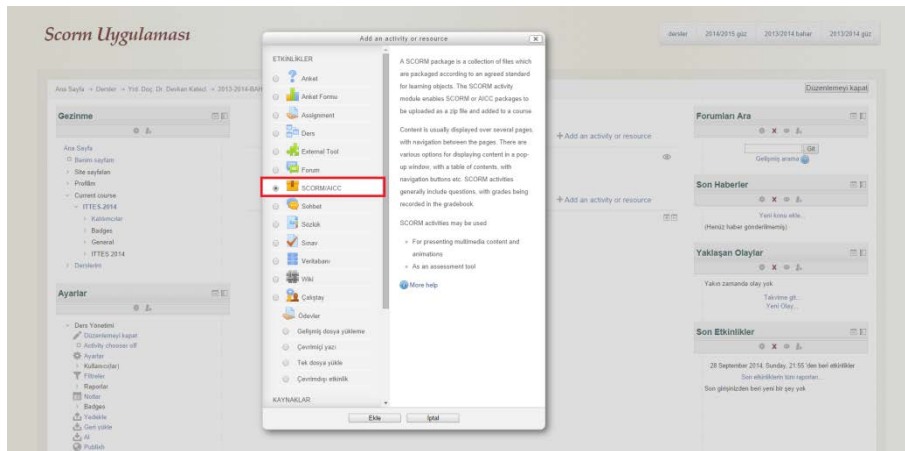 Scorm Uygulaması
dersler
2014/2015 güz
2013/2014 bahar
2013/2014 güz
Ana Sayfa
Dersler
Yrd. Doç. Dr.
Düzenlemeyi kapat
Gezinme
Ana Sayfa
Benim sayfam
Site sayfaları
Profilim
Current course
ITTES 2014
Katılımcılar
Badges
General
ITTES 2014
Derslerim
Ayarlar
Ders Yönetimi
Düzenlemeyi kapat
Activity chooser off
Ayarlar
Kullanıcılar
Filtreler
Raporlar
Notlar
Badges
Yedekle
Geri yükle
Al
Publish
Add an activity or resource
ETKİNLİKLER
Anket
Anket Formu
Assignment
Ders
External Tool
Forum
SCORM/AICC
Sohbet
Sözlük
Sınav
Veritabanı
Wiki
Çalıştay
Ödevler
Gelişmiş dosya yükleme
Çevrimiçi yazı
Tek dosya yükle
Çevrimdışı etkinlik
KAYNAKLAR
A SCORM package is a collection of files which
are packaged according to an agreed standard
for learning objects. The SCORM activity
module enables SCORM or AICC packages to
be uploaded as a zip file and added to a course
Content is usually displayed over several pages,
with navigation between the pages. There are
various options for displaying content in a pop-
up window, with a table of contents, with
navigation buttons etc. SCORM activities
generally include questions, with grades being
recorded in the gradebook.
SCORM activities may be used
For presenting multimedia content and
animations
As an assessment tool
More help
Ekle
İptal
Add an activity or resource
Add an activity or resource
Forumları Ara
Git
Gelişmiş arama
Son Haberler
Yeni konu ekle...
(Henüz haber gönderilmemiş)
Yaklaşan Olaylar
Yakın zamanda olay yok
Takvime git...
Yeni Olay...
Son Etkinlikler
28 September 2014, Sunday, 21:55 'den beri etkinlikler
Son etkinliklerin tüm raporları...
Son girişinizden beri yeni bir şey yok